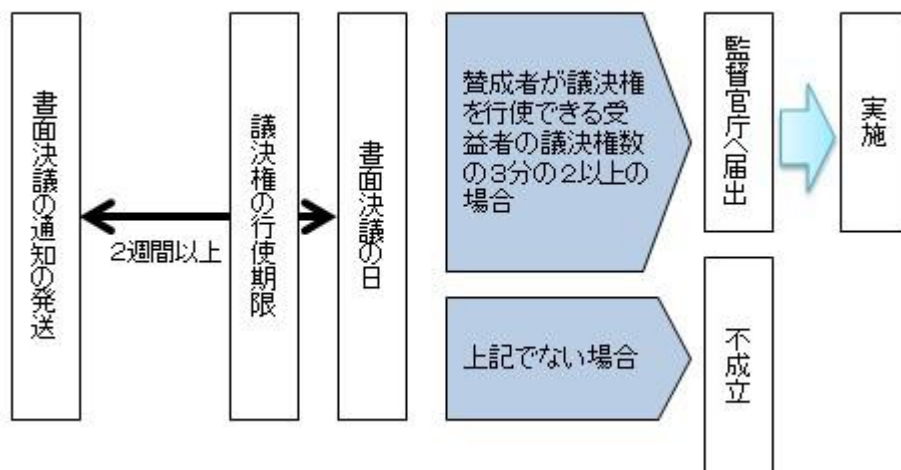 書面決議の通知の発送
2週間以上
議決権の行使期限
書面決議の日
賛成者が議決権
を行使できる受
益者の議決権数
の3分の2以上の
場合
監督官庁へ届出
実施
上記でない場合
不成立